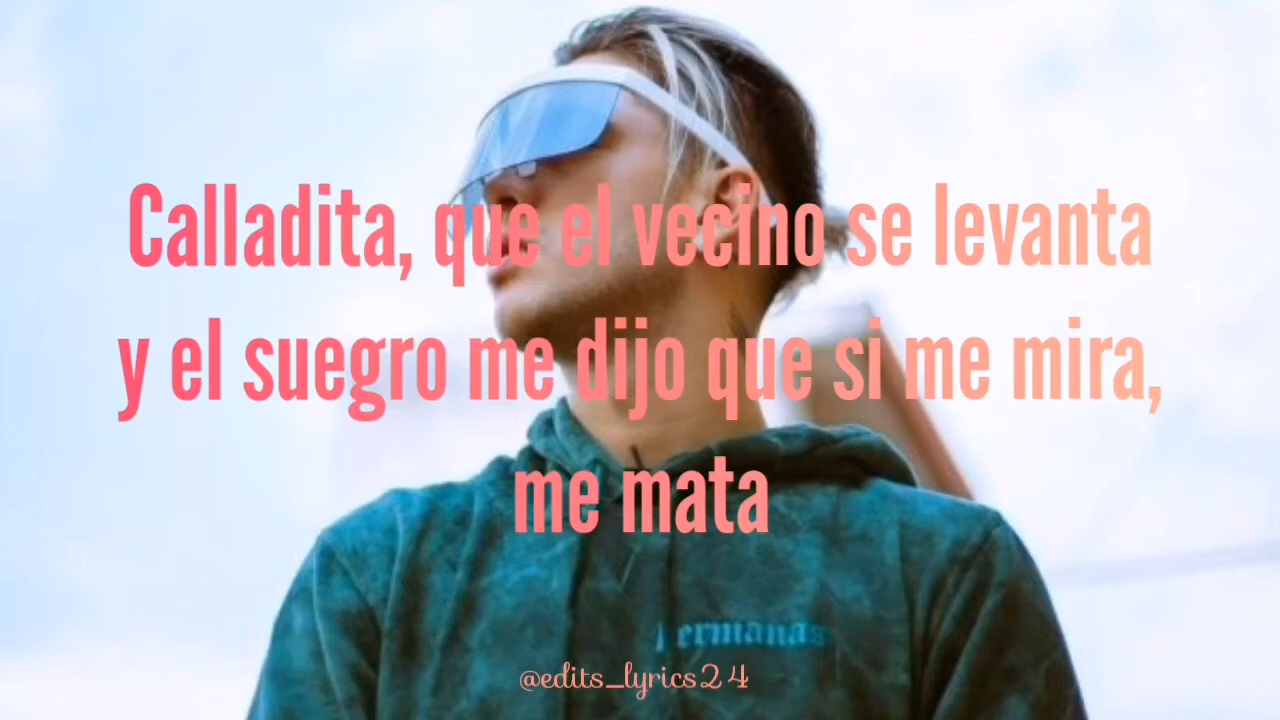 Calladita, que el vecino se levanta
y el suegro me dijo que si me mira,
me mata
ermanas
@edits_lyrics24